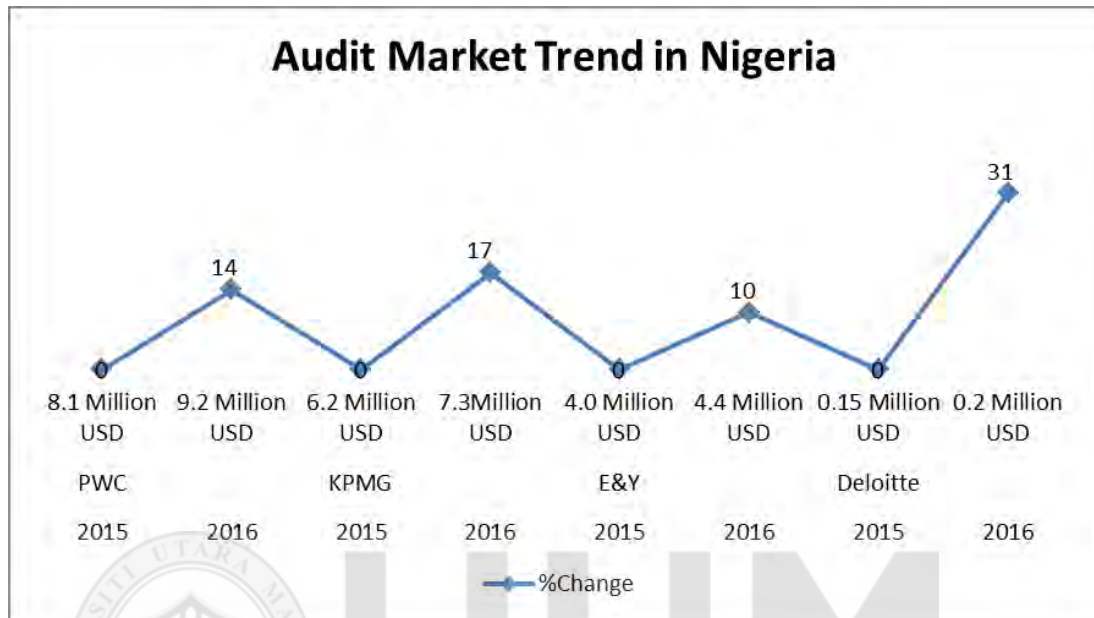 Audit Market Trend in Nigeria
31
17
14
10
0 0 0 0
8.1 Million 9.2 Million 6.2 Million 7.3Million 4.0 Million 4.4 Million 0.15 Million 0.2 Million
USD USD USD USD USD USD USD USD
PWC KPMG E&Y Deloitte
2015 2016 2015 2016 2015 2016 2015 2016
%Change
UTARA
UUM